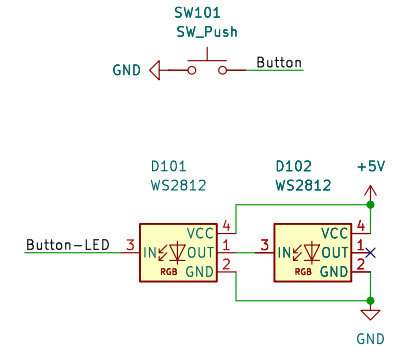 SW101
SW_Push
GND
Button
D101
WS2812
D102
WS2812
+5V
Button-LED
3 IN VCC 4
OUT 1
GND 2
RGB
3 IN VCC 4
OUT 1
GND 2
RGB
GND